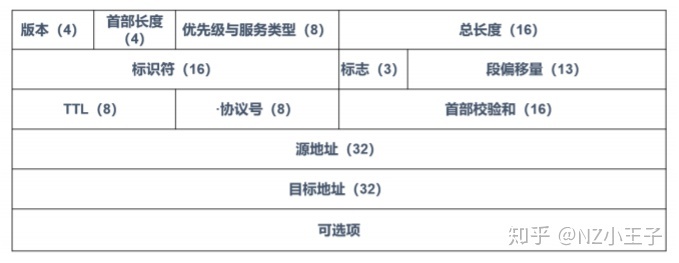 版本（4）
首部长度
（4）
优先级与服务类型（8）
总长度（16）
标识符（16）
标志（3）
段偏移量（13）
TTL（8）
·协议号（8）
首部校验和（16）
源地址（32）
目标地址（32）
可选项
知乎 @NZ小王子